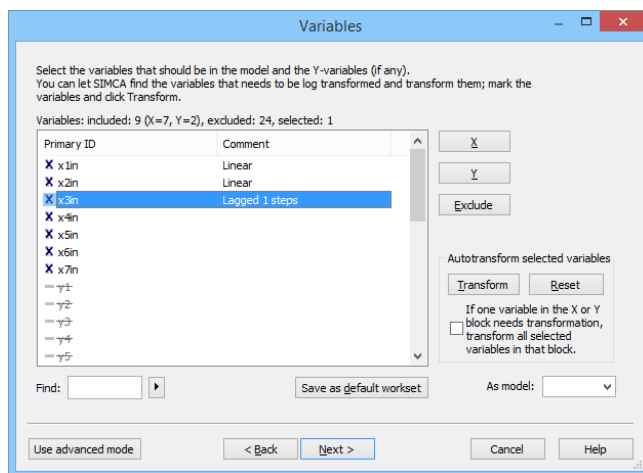 Variables
Select the variables that should be in the model and the Y-variables (if any).
You can let SIMCA find the variables that needs to be log transformed and transform them; mark the
variables and click Transform.
Variables: included: 9 (X=7, Y=2), excluded: 24, selected: 1
Primary ID Comment
X x1in Linear
X x2in Linear
X x3in Lagged 1 steps
X x4in
X x5in
X x6in
X x7in
y1
y2
y3
y4
y5
X
Y
Exclude
Autotransform selected variables
Transform Reset
If one variable in the X or Y
block needs transformation,
transform all selected
variables in that block.
Find: Save as default workset As model:
Use advanced mode < Back Next > Cancel Help